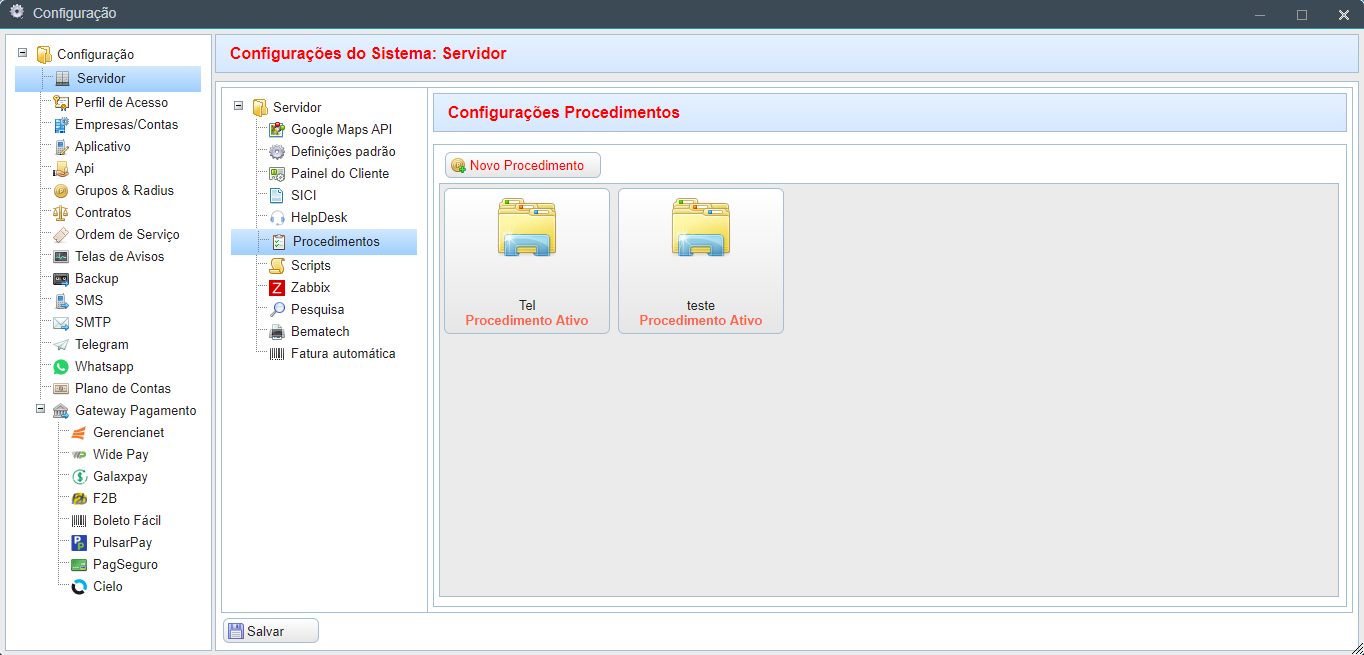 Configuração
Configuração
Servidor
Perfil de Acesso
Empresas/Contas
Aplicativo
Api
Grupos & Radius
Contratos
Ordem de Serviço
Telas de Avisos
Backup
SMS
SMTP
Telegram
Whatsapp
Plano de Contas
Gateway Pagamento
Gerencianet
Wide Pay
Galaxpay
F2B
Boleto Fácil
PulsarPay
PagSeguro
Cielo
Configurações do Sistema: Servidor
Servidor
Google Maps API
Definições padrão
Painel do Cliente
SICI
HelpDesk
Procedimentos
Scripts
Zabbix
Pesquisa
Bematech
Fatura automática
Configurações Procedimentos
Novo Procedimento
Tel
Procedimento Ativo
teste
Procedimento Ativo
Salvar